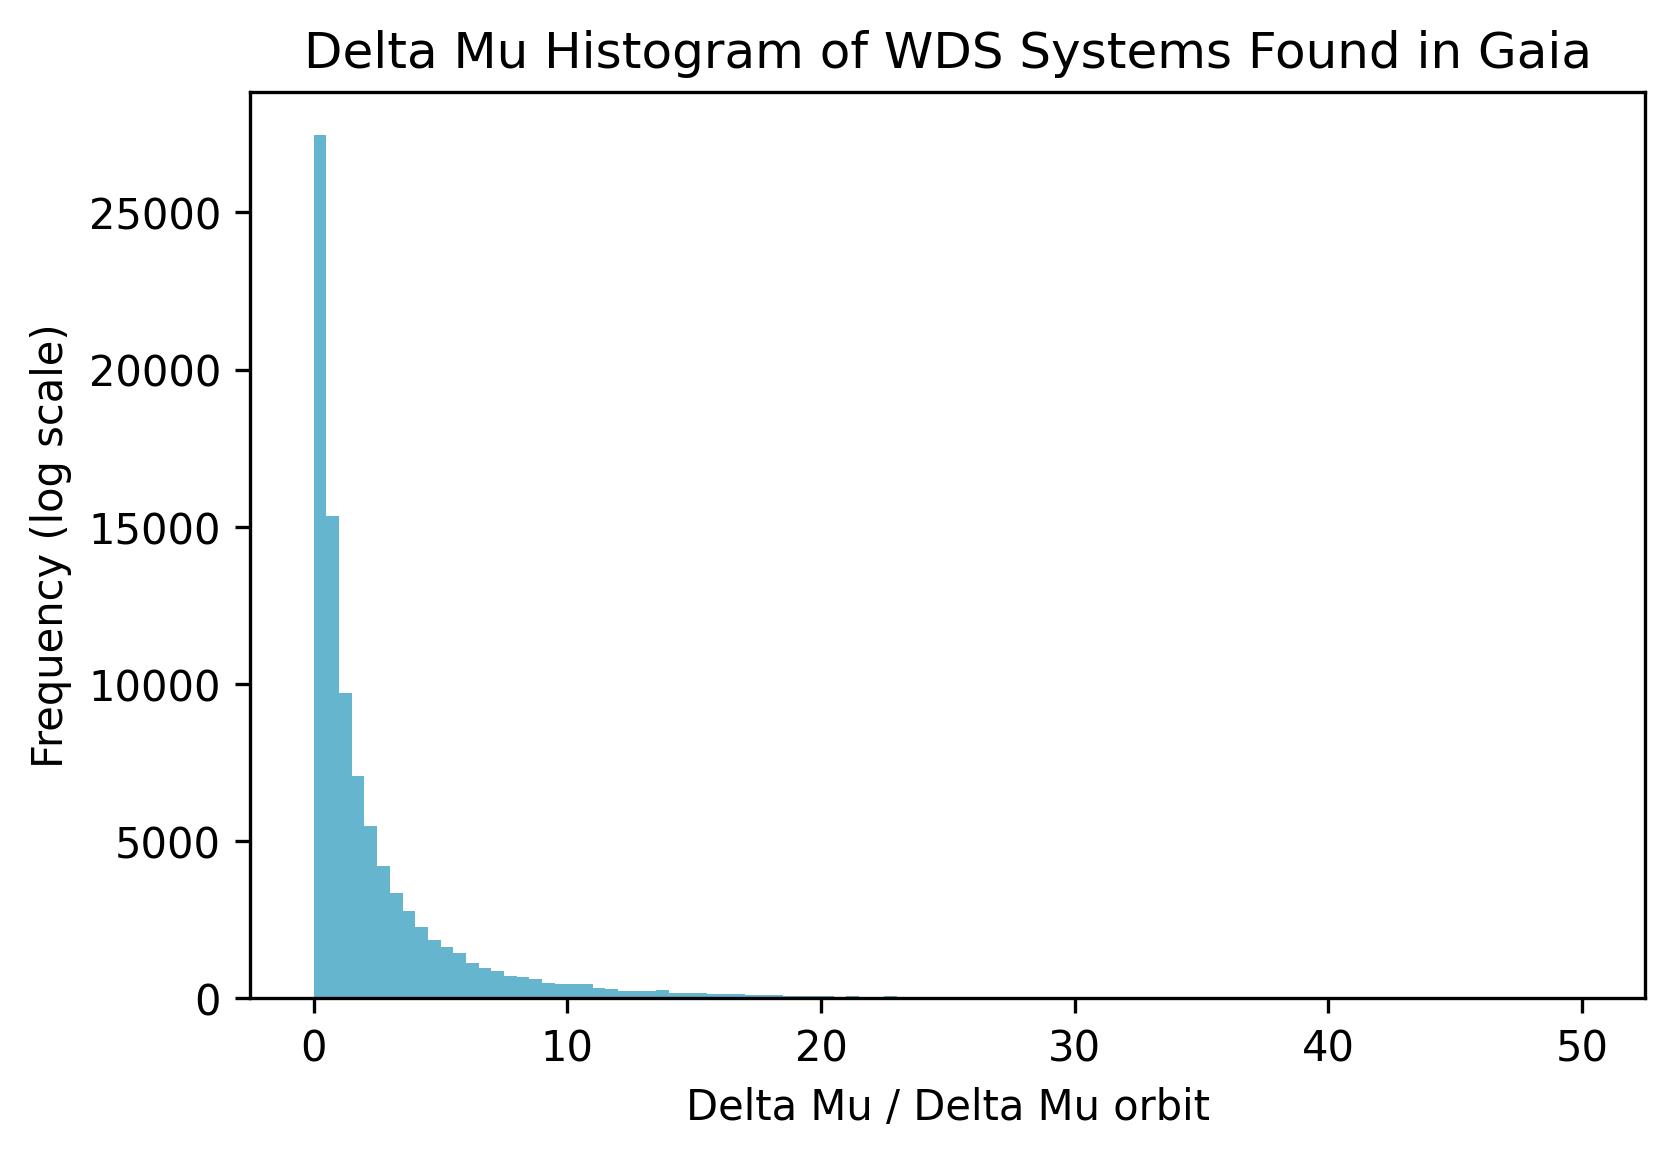 Delta Mu Histogram of WDS Systems Found in Gaia
Frequency (log scale)
25000
20000
15000
10000
5000
0
0 10 20 30 40 50
Delta Mu / Delta Mu orbit